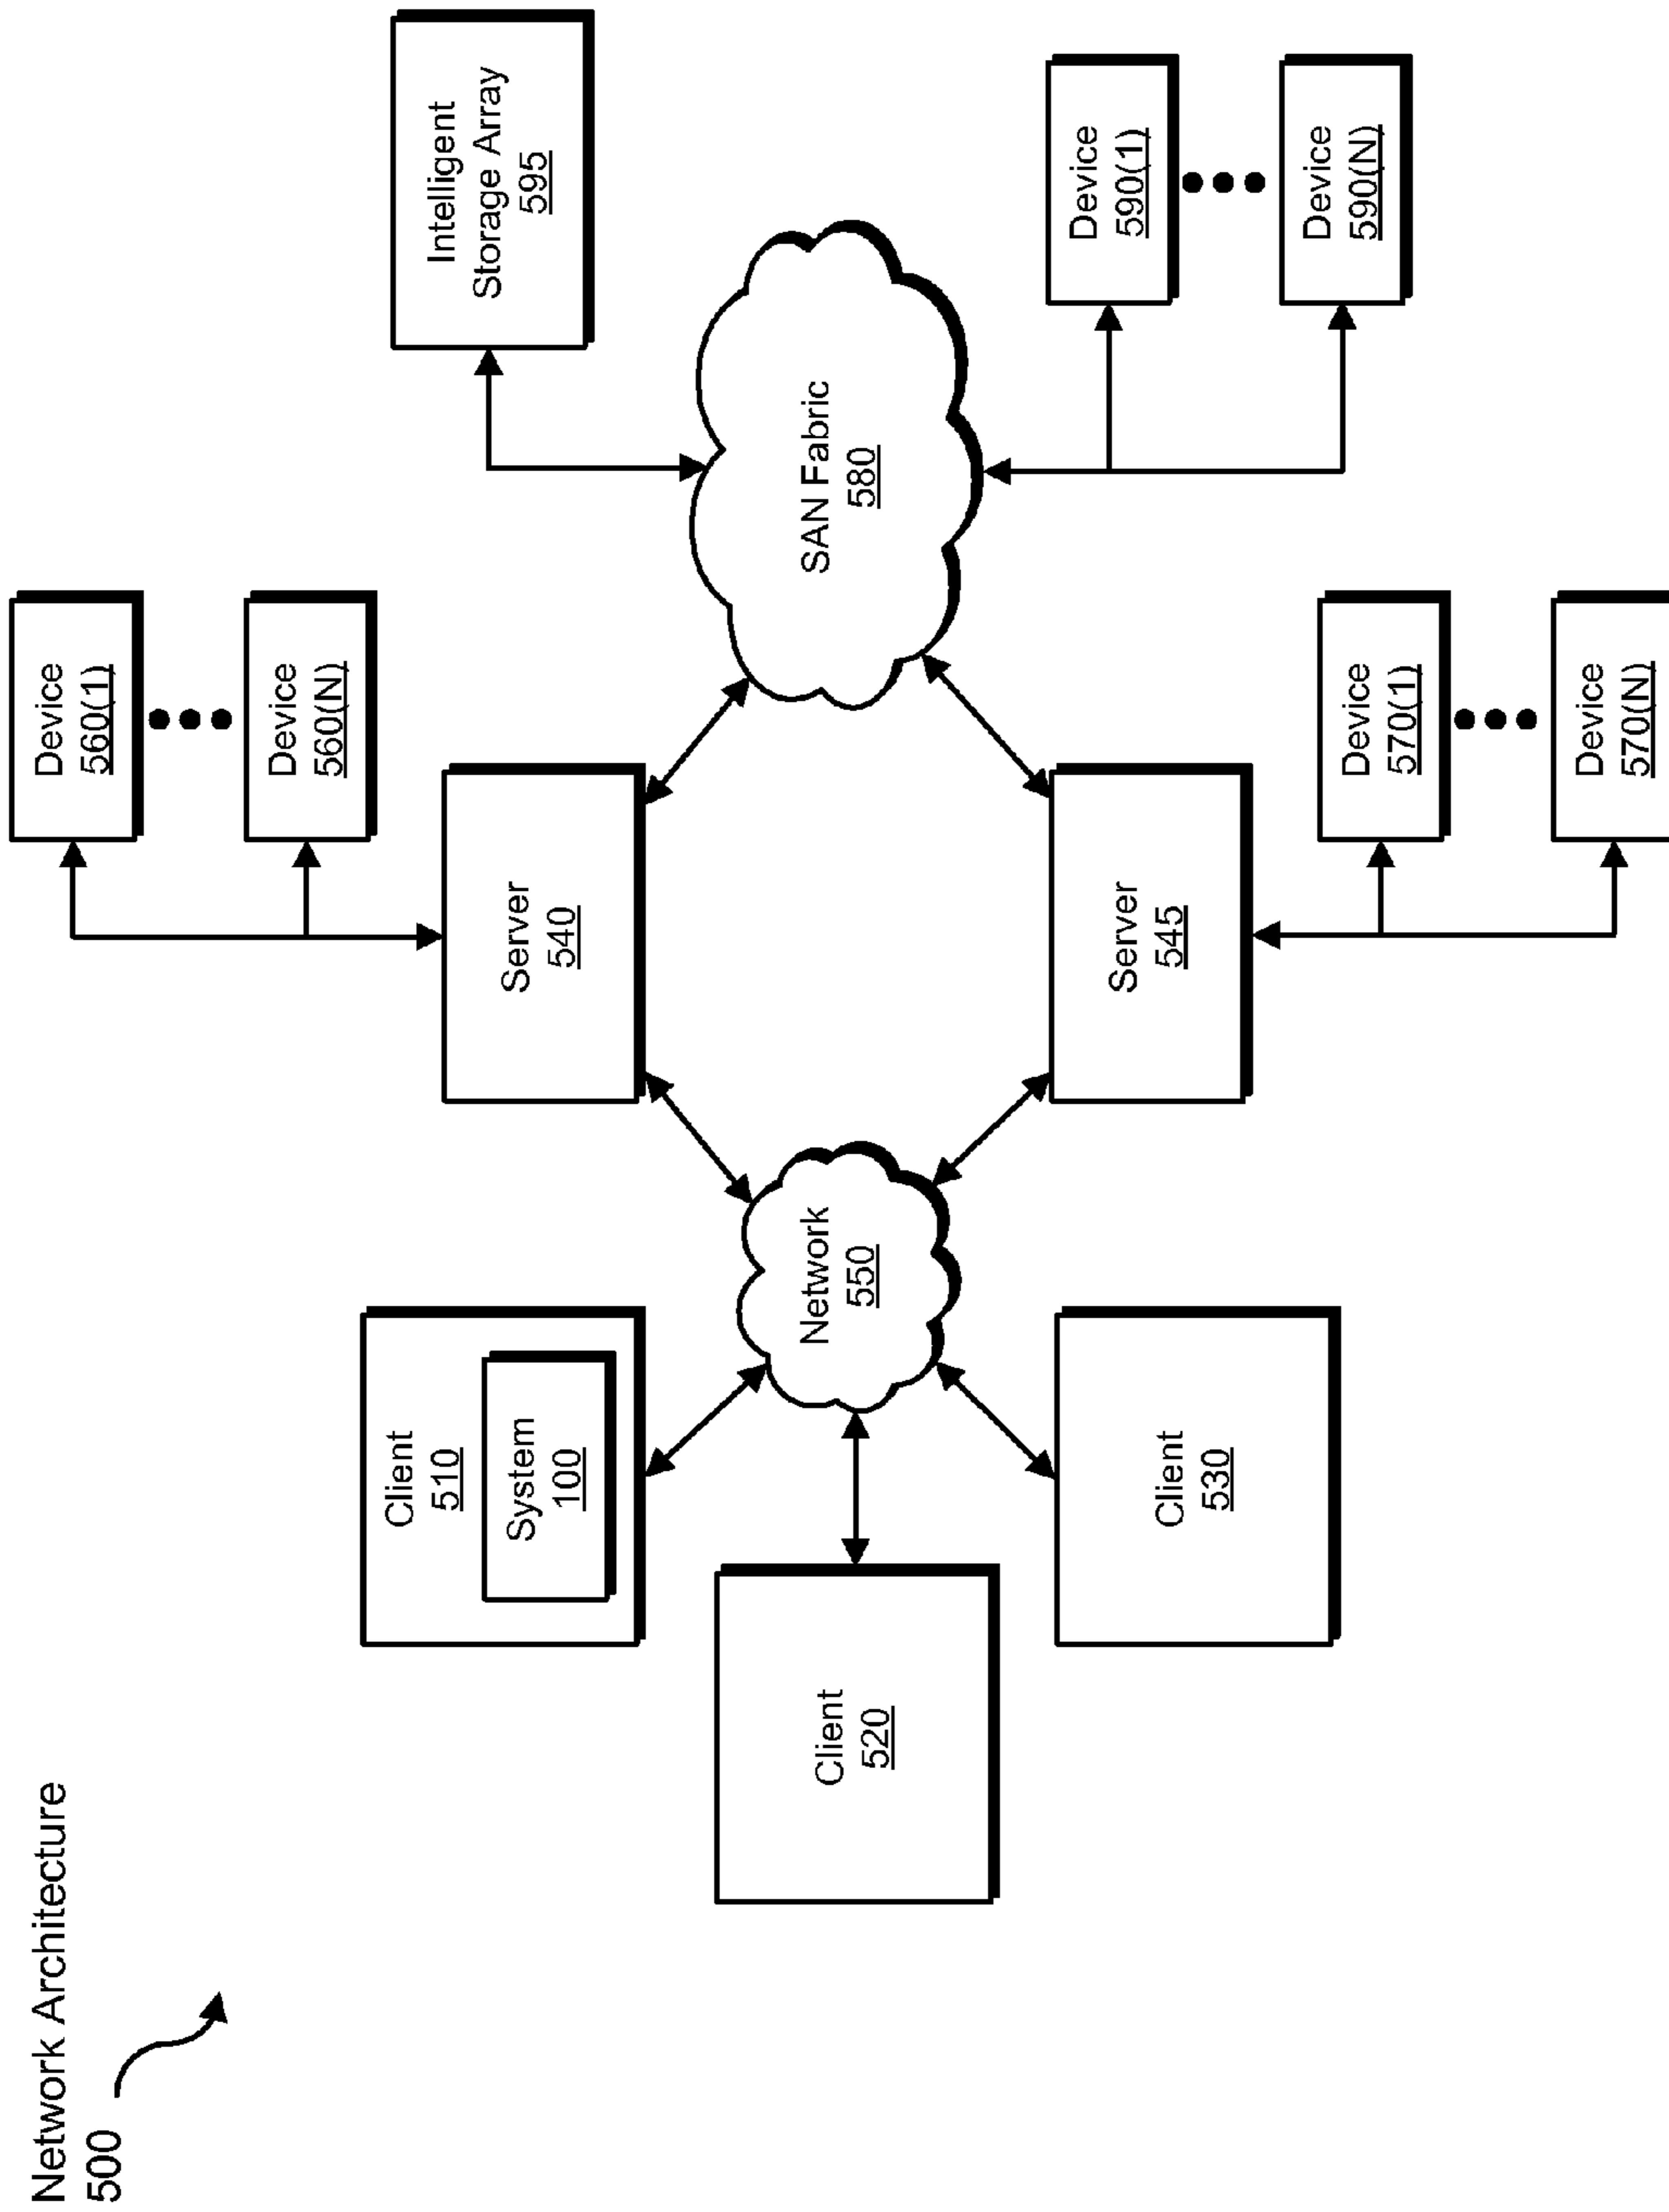 Network Architecture
500
Device
560(1)
Device
560(N)
Intelligent
Storage Array
595
Client
510
System
100
Server
540
Client
520
Network
550
SAN Fabric
580
Client
530
Server
545
Device
590(1)
Device
590(N)
Device
570(1)
Device
570(N)